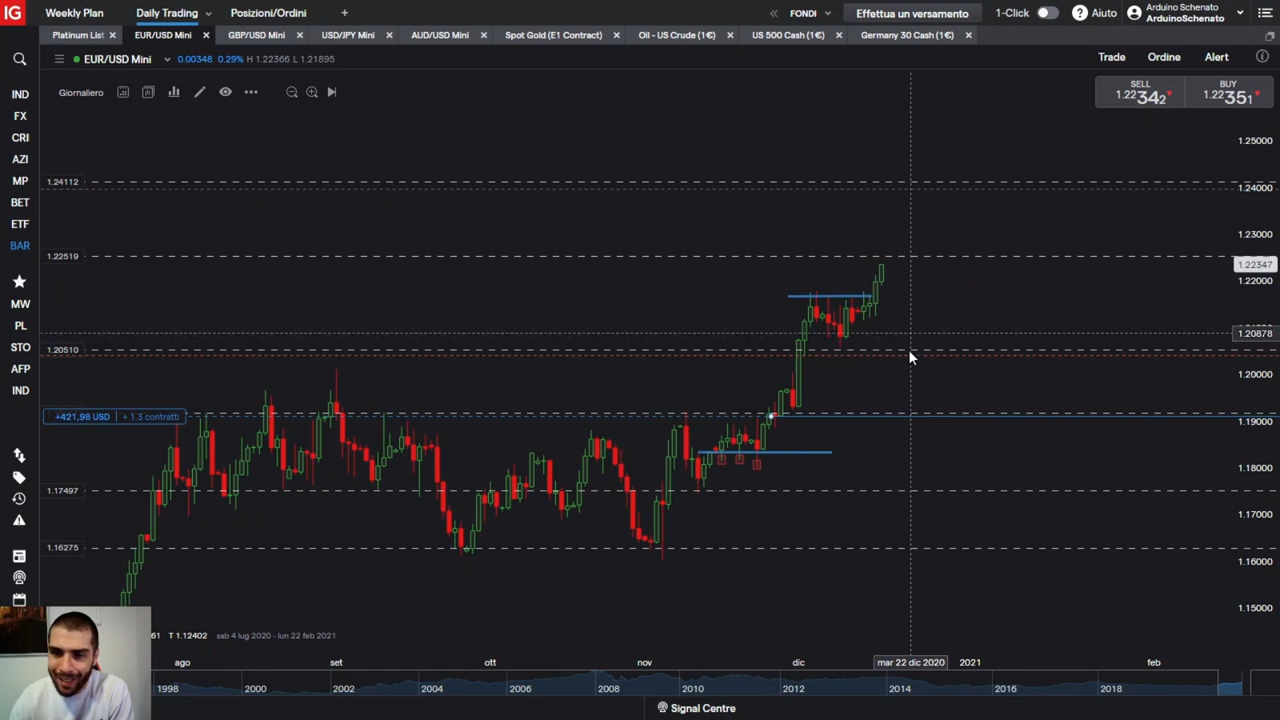 IG Weekly Plan Daily Trading Posizioni/Ordini + FONDI Effettua un versamento 1-Click Aiuto Arduino Schenato
ArduinoSchenato
Platinum List EUR/USD Mini GBP/USD Mini USD/JPY Mini AUD/USD Mini Spot Gold (E1 Contract) Oil - US Crude (1€) US 500 Cash (1€) Germany 30 Cash (1€)
EUR/USD Mini 0.00348 0.29% H 1.22366 L 1.21895 Trade Ordine Alert
Giornaliero
SELL BUY
1.22342 1.22351
IND
FX
CRI
AZI
MP
BET
ETF
BAR
MW
PL
STO
AFP
IND
1.25000
1.24112
1.24000
1.23000
1.22519
1.22347
1.22000
1.20878
1.20510
1.20000
+421,98 USD + 1.3 contratti
1.19000
1.18000
1.17497
1.17000
1.16275
1.16000
1.15000
61 T 1.12402 sab 4 lug 2020 - lun 22 feb 2021
ago set ott nov dic mar 22 dic 2020 2021 feb
1998 2000 2002 2004 2006 2008 2010 2012 2014 2016 2018
Signal Centre